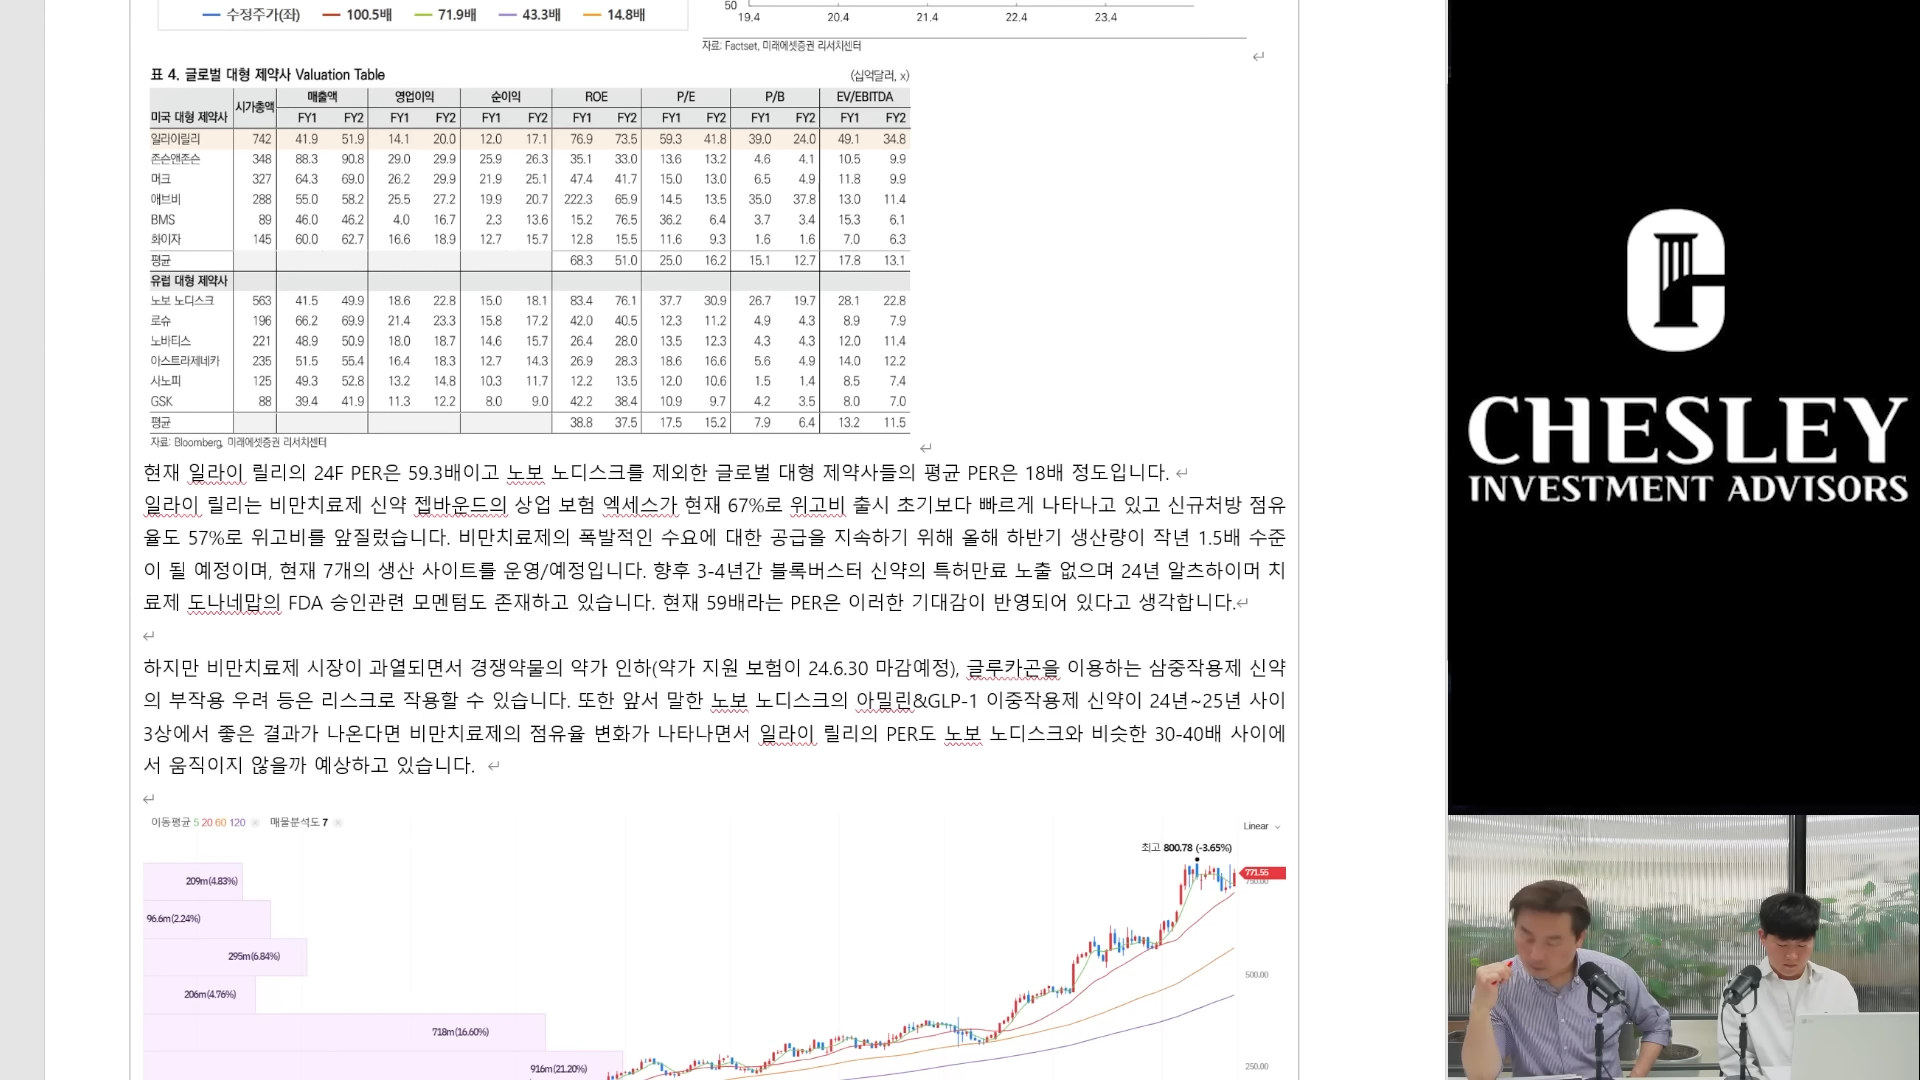 수정주가(좌) 100.5배 71.9배 43.3배 14.8배
50
19.4 20.4 21.4 22.4 23.4
자료: Factset, 미래에셋증권 리서치센터
표 4. 글로벌 대형 제약사 Valuation Table (십억달러, x)
미국 대형 제약사 시가총액 매출액 영업이익 순이익 ROE P/E P/B EV/EBITDA
FY1 FY2 FY1 FY2 FY1 FY2 FY1 FY2 FY1 FY2 FY1 FY2 FY1 FY2
일라이릴리 742 41.9 51.9 14.1 20.0 12.0 17.1 76.9 73.5 59.3 41.8 39.0 24.0 49.1 34.8
존슨앤존슨 348 88.3 90.8 29.0 29.9 25.9 26.3 35.1 33.0 13.6 13.2 4.6 4.1 10.5 9.9
머크 327 64.3 69.0 26.2 29.9 21.9 25.1 47.4 41.7 15.0 13.0 6.5 4.9 11.8 9.9
애브비 288 55.0 58.2 25.5 27.2 19.9 20.7 222.3 65.9 14.5 13.5 35.0 37.8 13.0 11.4
BMS 89 46.0 46.2 4.0 16.7 2.3 13.6 15.2 76.5 36.2 6.4 3.7 3.4 15.3 6.1
화이자 145 60.0 62.7 16.6 18.9 12.7 15.7 12.8 15.5 11.6 9.3 1.6 1.6 7.0 6.3
평균 68.3 51.0 25.0 16.2 15.1 12.7 17.8 13.1
유럽 대형 제약사
노보 노디스크 563 41.5 49.9 18.6 22.8 15.0 18.1 83.4 76.1 37.7 30.9 26.7 19.7 28.1 22.8
로슈 196 66.2 69.9 21.4 23.3 15.8 17.2 42.0 40.5 12.3 11.2 4.9 4.3 8.9 7.9
노바티스 221 48.9 50.9 18.0 18.7 14.6 15.7 26.4 28.0 13.5 12.3 4.3 4.3 12.0 11.4
아스트라제네카 235 51.5 55.4 16.4 18.3 12.7 14.3 26.9 28.3 18.6 16.6 5.6 4.9 14.0 12.2
사노피 125 49.3 52.8 13.2 14.8 10.3 11.7 12.2 13.5 12.0 10.6 1.5 1.4 8.5 7.4
GSK 88 39.4 41.9 11.3 12.2 8.0 9.0 42.2 38.4 10.9 9.7 4.2 3.5 8.0 7.0
평균 38.8 37.5 17.5 15.2 7.9 6.4 13.2 11.5
자료: Bloomberg, 미래에셋증권 리서치센터
현재 일라이 릴리의 24F PER은 59.3배이고 노보 노디스크를 제외한 글로벌 대형 제약사들의 평균 PER은 18배 정도입니다.
일라이 릴리는 비만치료제 신약 젭바운드의 상업 보험 엑세스가 현재 67%로 위고비 출시 초기보다 빠르게 나타나고 있고 신규처방 점유
율도 57%로 위고비를 앞질렀습니다. 비만치료제의 폭발적인 수요에 대한 공급을 지속하기 위해 올해 하반기 생산량이 작년 1.5배 수준
이 될 예정이며, 현재 7개의 생산 사이트를 운영/예정입니다. 향후 3-4년간 블록버스터 신약의 특허만료 노출 없으며 24년 알츠하이머 치
료제 도나네맙의 FDA 승인관련 모멘텀도 존재하고 있습니다. 현재 59배라는 PER은 이러한 기대감이 반영되어 있다고 생각합니다.
하지만 비만치료제 시장이 과열되면서 경쟁약물의 약가 인하(약가 지원 보험이 24.6.30 마감예정), 글루카곤을 이용하는 삼중작용제 신약
의 부작용 우려 등은 리스크로 작용할 수 있습니다. 또한 앞서 말한 노보 노디스크의 아밀린&GLP-1 이중작용제 신약이 24년~25년 사이
3상에서 좋은 결과가 나온다면 비만치료제의 점유율 변화가 나타나면서 일라이 릴리의 PER도 노보 노디스크와 비슷한 30-40배 사이에
서 움직이지 않을까 예상하고 있습니다.
이동평균 5 20 60 120 매물분석도 7
Linear
최고 800.78 (-3.65%)
771.55
750.00
209m(4.83%)
96.6m(2.24%)
295m(6.84%)
500.00
206m(4.76%)
718m(16.60%)
916m(21.20%)
250.00
CHESLEY
INVESTMENT ADVISORS